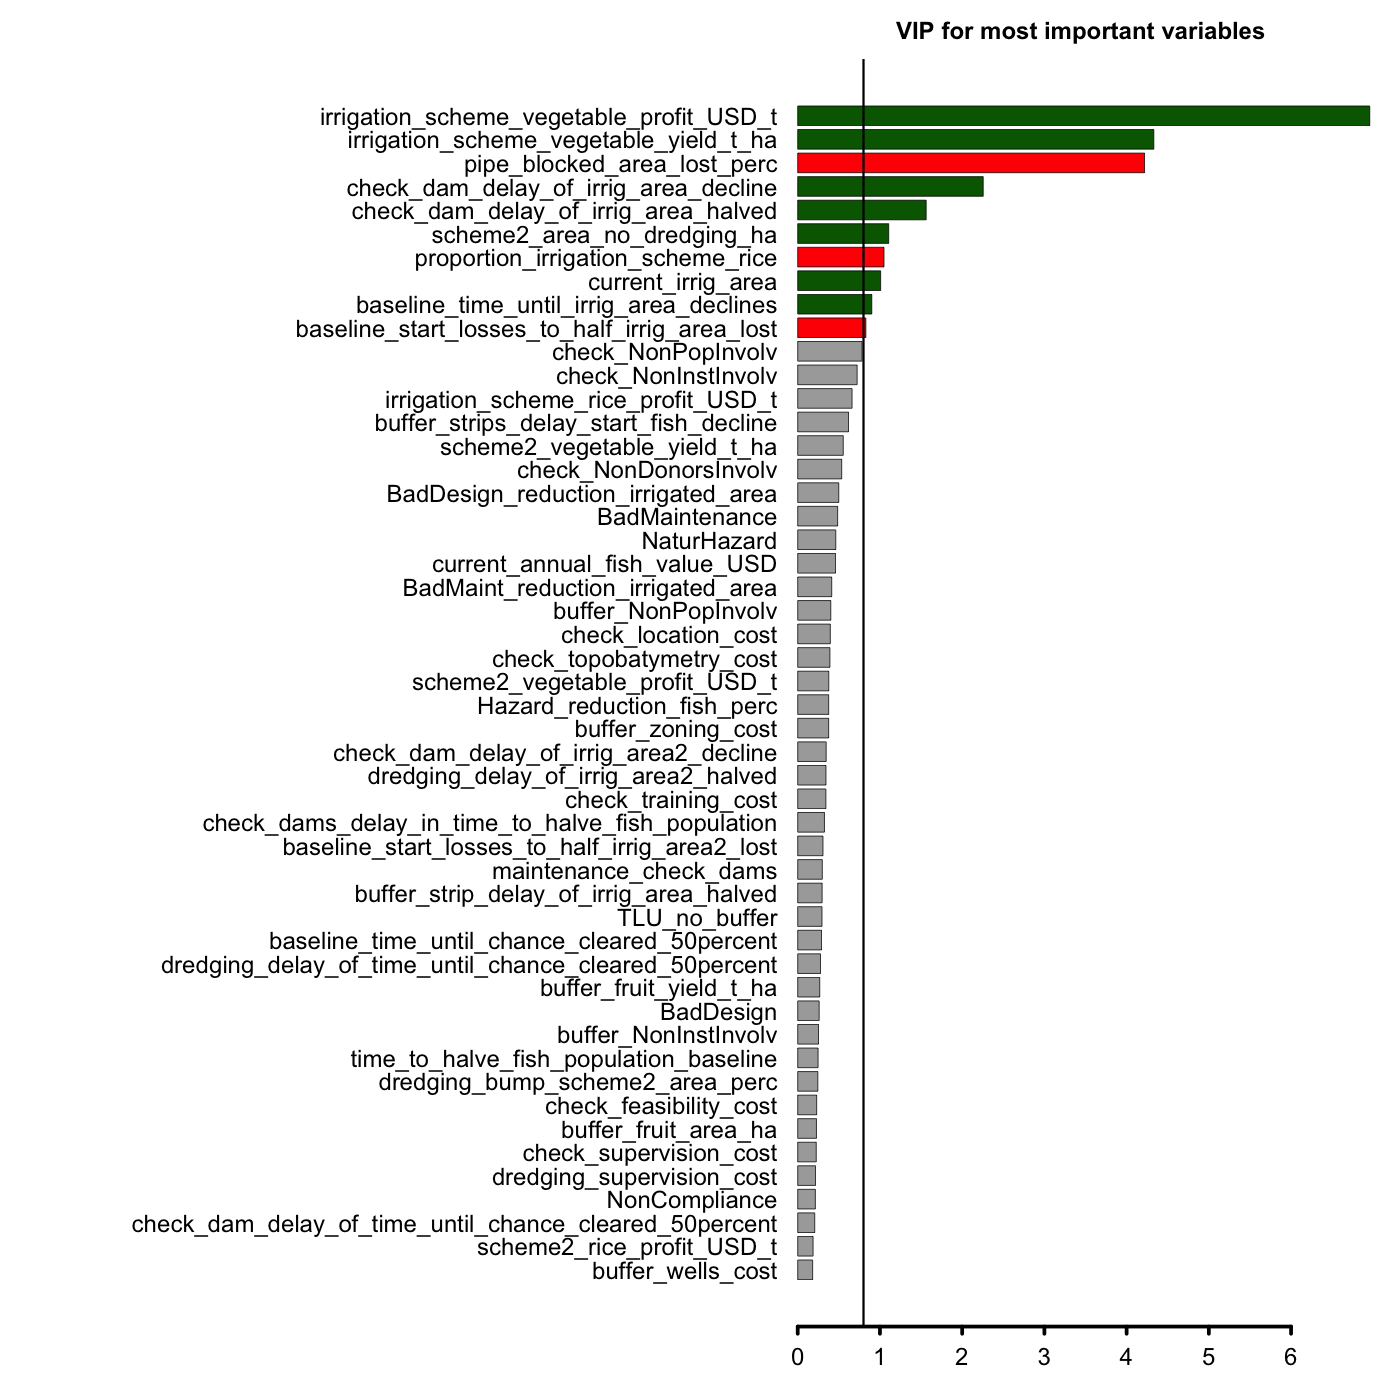 VIP for most important variables
irrigation_scheme_vegetable_profit_USD_t
irrigation_scheme_vegetable_yield_t_ha
pipe_blocked_area_lost_perc
check_dam_delay_of_irrig_area_decline
check_dam_delay_of_irrig_area_halved
scheme2_area_no_dredging_ha
proportion_irrigation_scheme_rice
current_irrig_area
baseline_time_until_irrig_area_declines
baseline_start_losses_to_half_irrig_area_lost
check_NonPopInvolv
check_NonInstInvolv
irrigation_scheme_rice_profit_USD_t
buffer_strips_delay_start_fish_decline
scheme2_vegetable_yield_t_ha
check_NonDonorsInvolv
BadDesign_reduction_irrigated_area
BadMaintenance
NaturHazard
current_annual_fish_value_USD
BadMaint_reduction_irrigated_area
buffer_NonPopInvolv
check_location_cost
check_topobatymetry_cost
scheme2_vegetable_profit_USD_t
Hazard_reduction_fish_perc
buffer_zoning_cost
check_dam_delay_of_irrig_area2_decline
dredging_delay_of_irrig_area2_halved
check_training_cost
check_dams_delay_in_time_to_halve_fish_population
baseline_start_losses_to_half_irrig_area2_lost
maintenance_check_dams
buffer_strip_delay_of_irrig_area_halved
TLU_no_buffer
baseline_time_until_chance_cleared_50percent
dredging_delay_of_time_until_chance_cleared_50percent
buffer_fruit_yield_t_ha
BadDesign
buffer_NonInstInvolv
time_to_halve_fish_population_baseline
dredging_bump_scheme2_area_perc
check_feasibility_cost
buffer_fruit_area_ha
check_supervision_cost
dredging_supervision_cost
NonCompliance
check_dam_delay_of_time_until_chance_cleared_50percent
scheme2_rice_profit_USD_t
buffer_wells_cost
0 1 2 3 4 5 6